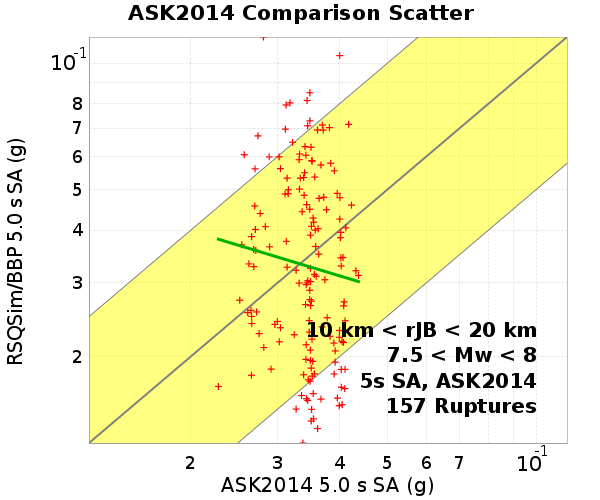 ASK2014 Comparison Scatter
RSQSim/BBP 5.0 s SA (g)
10⁻¹
8
7
6
5
4
3
2
10 km < rJB < 20 km
7.5 < Mw < 8
5s SA, ASK2014
157 Ruptures
2 3 4 5 6 7 10⁻¹
ASK2014 5.0 s SA (g)